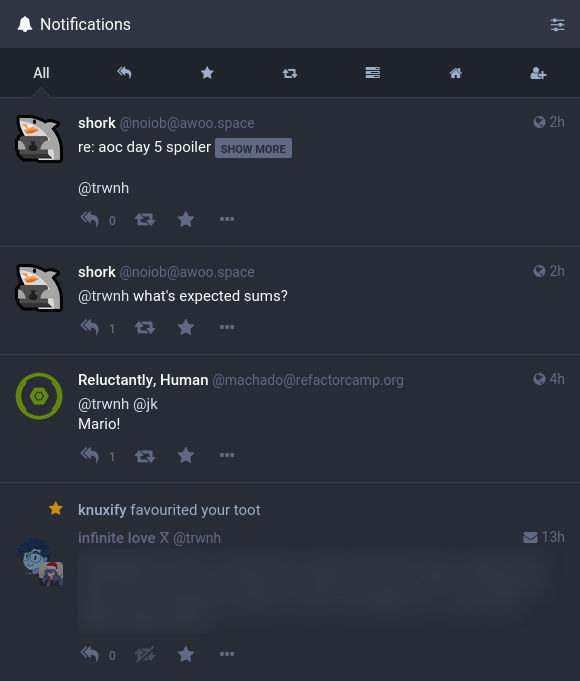 Notifications
All
shork @noiob@awoo.space 2h
re: aoc day 5 spoiler SHOW MORE
@trwnh
0
shork @noiob@awoo.space 2h
@trwnh what's expected sums?
1
Reluctantly, Human @machado@refactorcamp.org 4h
@trwnh @jk
Mario!
1
knuxify favourited your toot
infinite love ⴳ @trwnh 13h
0